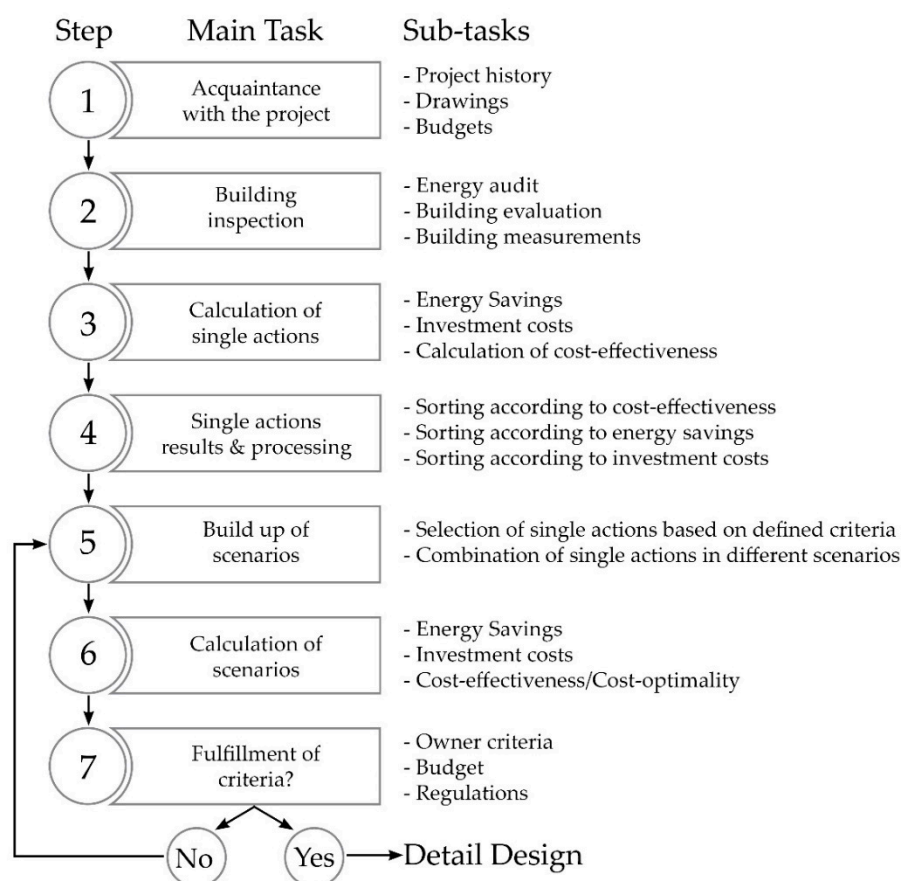 Step Main Task Sub-tasks
1
Acquaintance
with the project
- Project history
- Drawings
- Budgets
2
Building
inspection
- Energy audit
- Building evaluation
- Building measurements
3
Calculation of
single actions
- Energy Savings
- Investment costs
- Calculation of cost-effectiveness
4
Single actions
results & processing
- Sorting according to cost-effectiveness
- Sorting according to energy savings
- Sorting according to investment costs
5
Build up of
scenarios
- Selection of single actions based on defined criteria
- Combination of single actions in different scenarios
6
Calculation of
scenarios
- Energy Savings
- Investment costs
- Cost-effectiveness/Cost-optimality
7
Fulfillment of
criteria?
- Owner criteria
- Budget
- Regulations
No Yes Detail Design